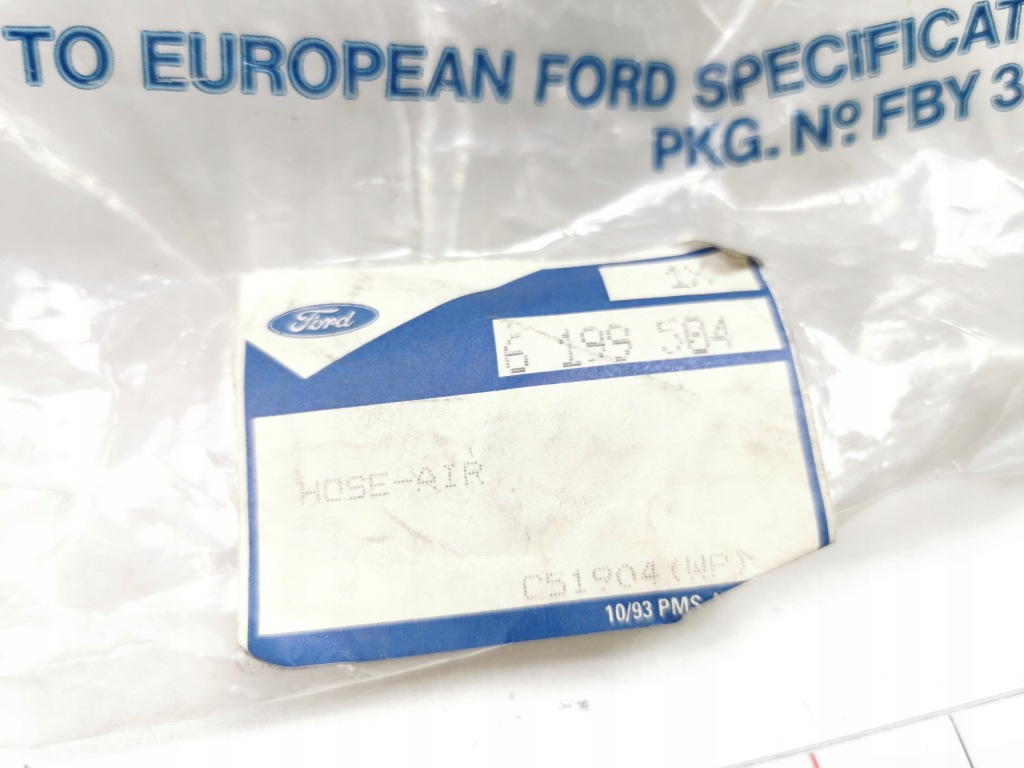 TO EUROPEAN FORD SPECIFICAT
PKG. Nº FBY 3
Ford
1X
6 199 504
HOSE-AIR
C51904(WP)
10/93 PMS